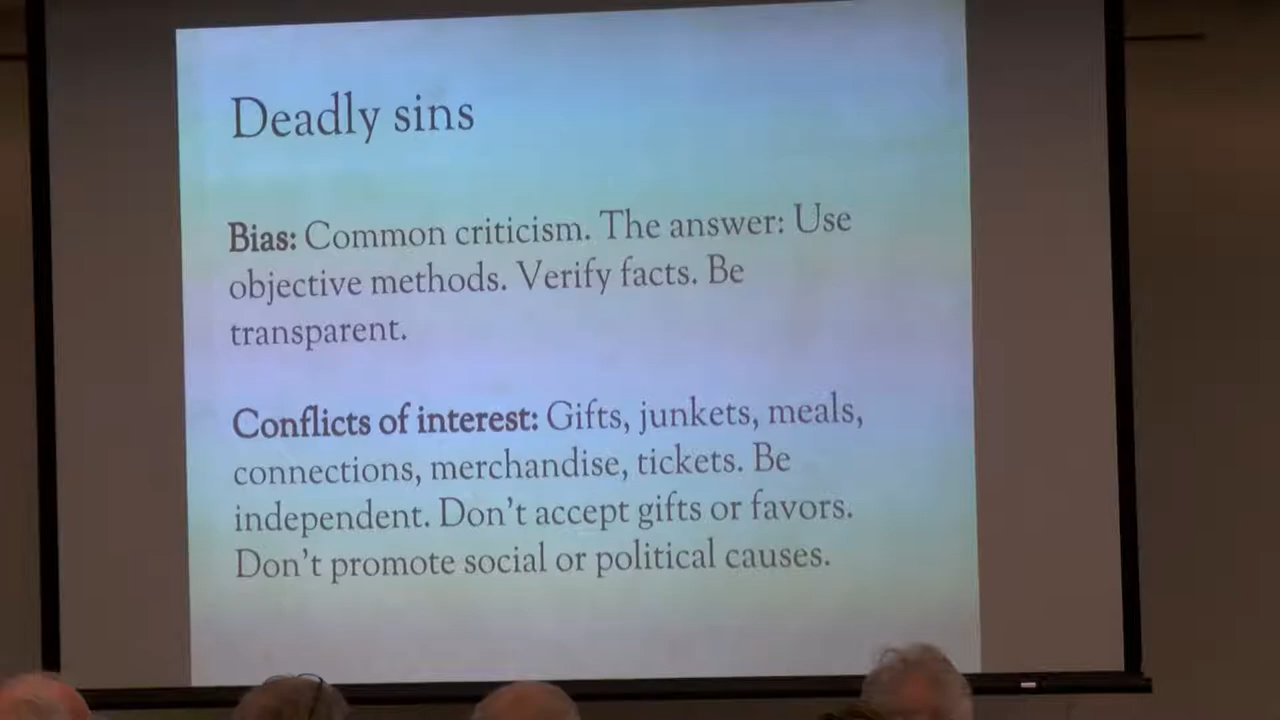 Deadly sins
Bias: Common criticism. The answer: Use
objective methods. Verify facts. Be
transparent.
Conflicts of interest: Gifts, junkets, meals,
connections, merchandise, tickets. Be
independent. Don't accept gifts or favors.
Don't promote social or political causes.